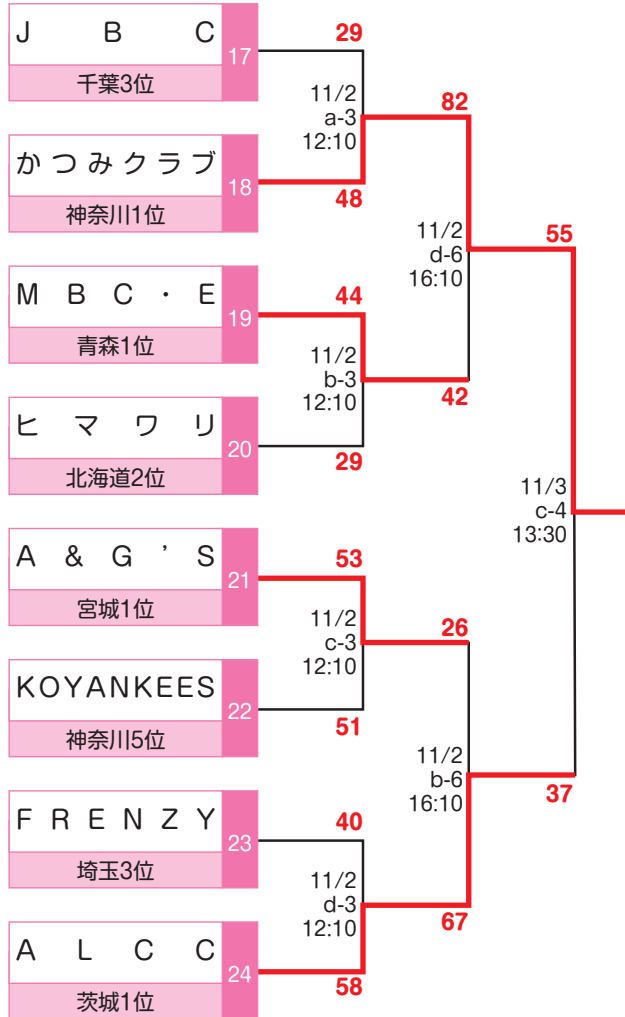 J B C
千葉3位
17
29
11/2
a-3
12:10
82
かつみクラブ
神奈川1位
18
48
11/2
d-6
16:10
55
M B C ・ E
青森1位
19
44
11/2
b-3
12:10
42
ヒマワリ
北海道2位
20
29
11/3
c-4
13:30
A & G ' S
宮城1位
21
53
11/2
c-3
12:10
26
KOYANKEES
神奈川5位
22
51
11/2
b-6
16:10
37
F R E N Z Y
埼玉3位
23
40
11/2
d-3
12:10
67
A L C C
茨城1位
24
58